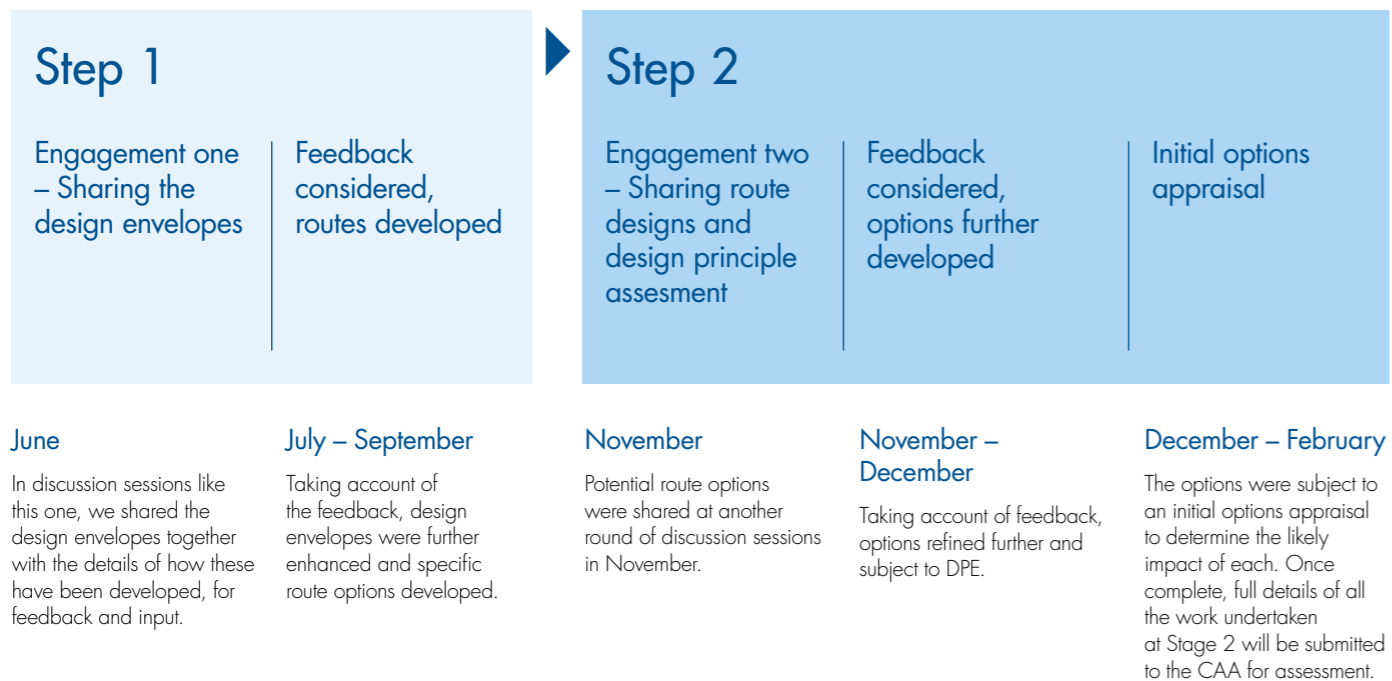 Step 1
Engagement one
– Sharing the
design envelopes
Feedback
considered,
routes developed
Step 2
Engagement two
– Sharing route
designs and
design principle
assesment
Feedback
considered,
options further
developed
Initial options
appraisal
June
In discussion sessions like
this one, we shared the
design envelopes together
with the details of how these
have been developed, for
feedback and input.
July – September
Taking account of
the feedback, design
envelopes were further
enhanced and specific
route options developed.
November
Potential route options
were shared at another
round of discussion sessions
in November.
November –
December
Taking account of feedback,
options refined further and
subject to DPE.
December – February
The options were subject to
an initial options appraisal
to determine the likely
impact of each. Once
complete, full details of all
the work undertaken
at Stage 2 will be submitted
to the CAA for assessment.